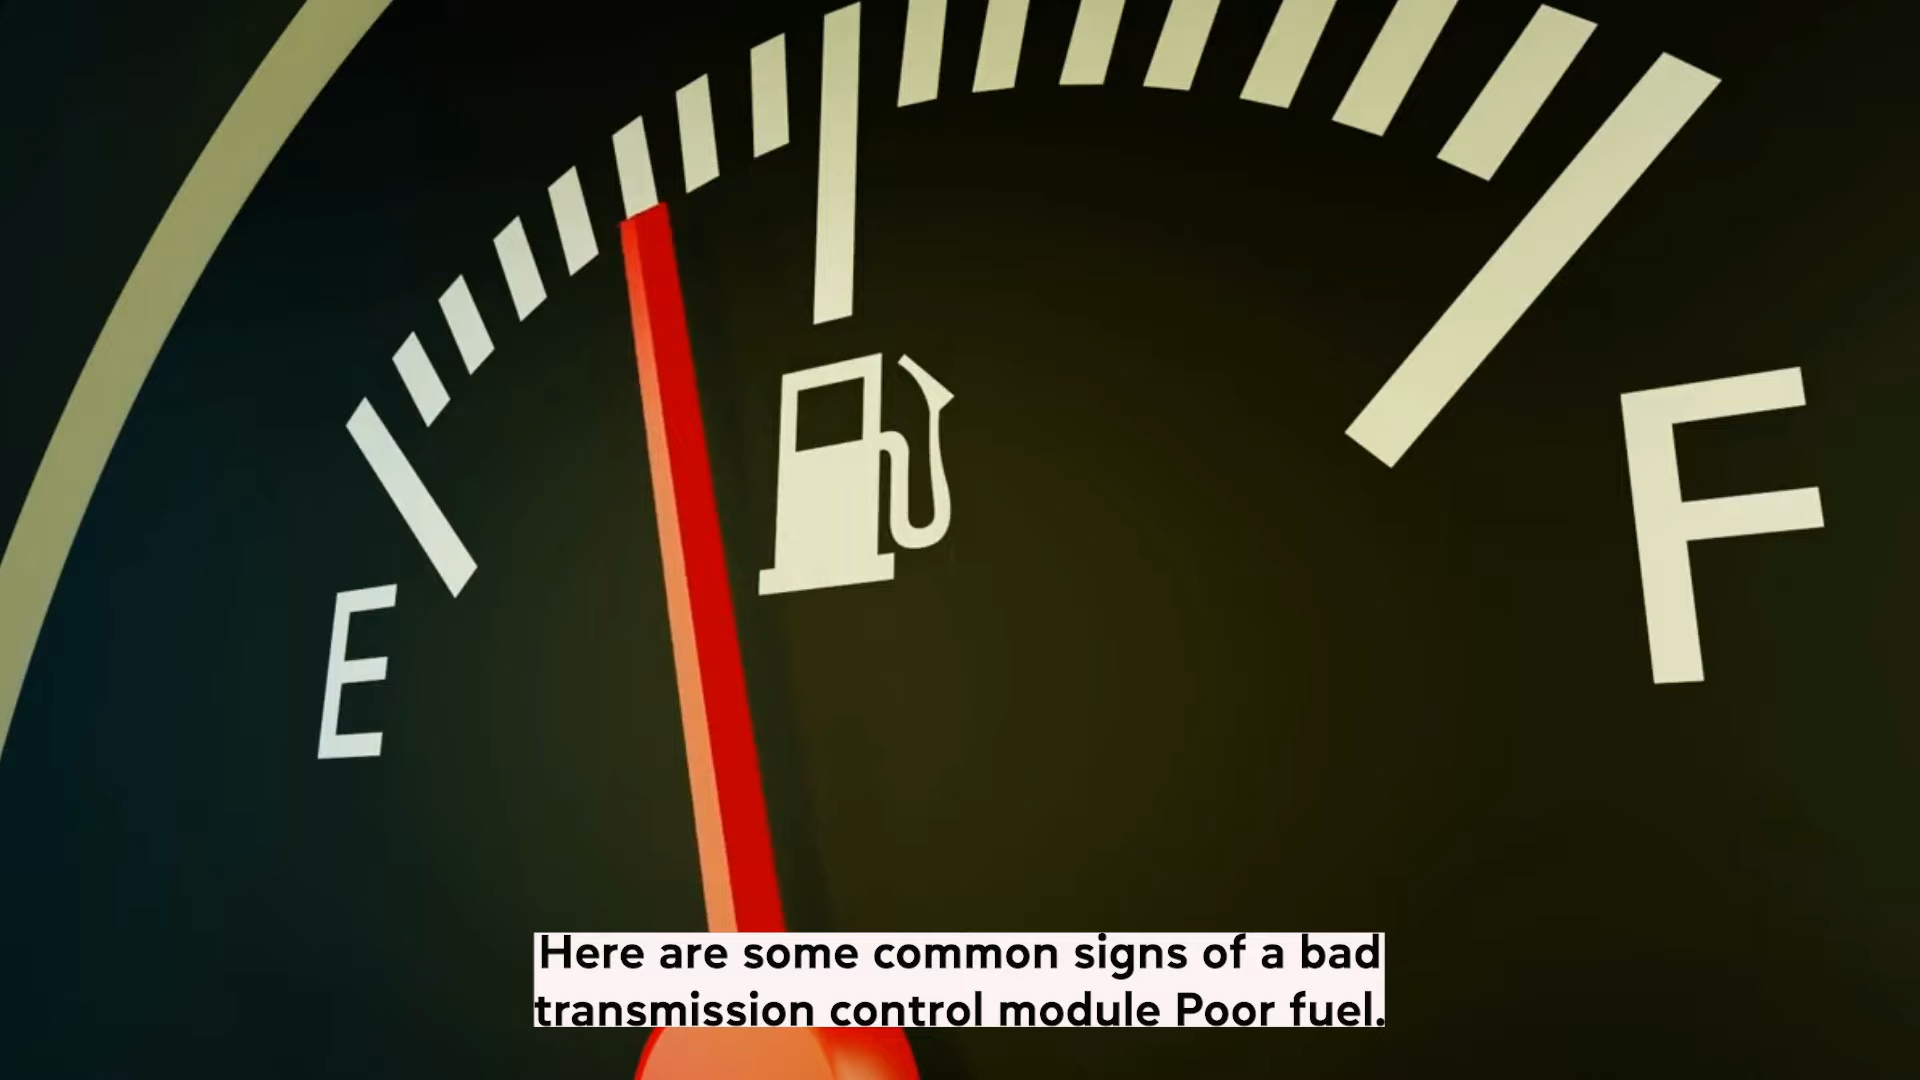 E
F
Here are some common signs of a bad
transmission control module Poor fuel.